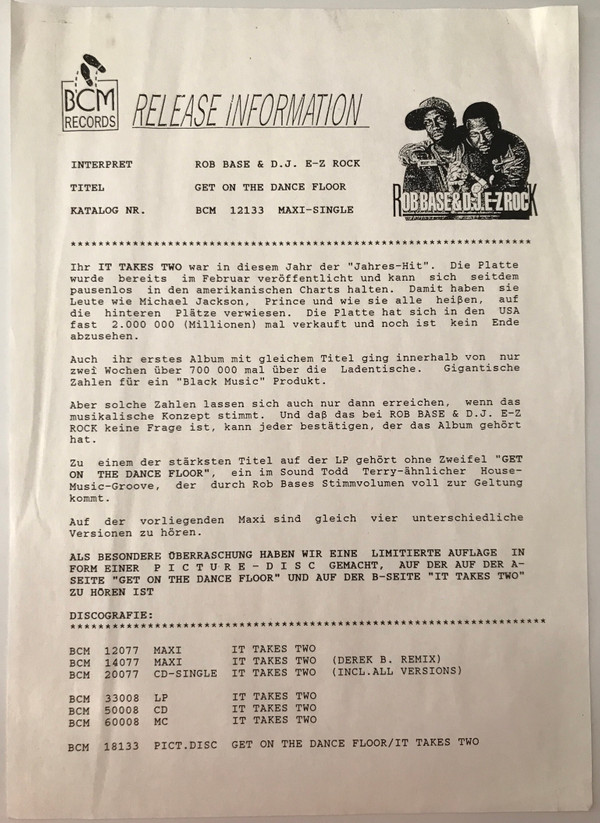 BCM
RECORDS
RELEASE INFORMATION
ROB BASE & D.J. E-Z ROCK
INTERPRET ROB BASE & D.J. E-Z ROCK
TITEL GET ON THE DANCE FLOOR
KATALOG NR. BCM 12133 MAXI-SINGLE
*******************************************************************
Ihr IT TAKES TWO war in diesem Jahr der "Jahres-Hit". Die Platte
wurde bereits im Februar veröffentlicht und kann sich seitdem
pausenlos in den amerikanischen Charts halten. Damit haben sie
Leute wie Michael Jackson, Prince und wie sie alle heißen, auf
die hinteren Plätze verwiesen. Die Platte hat sich in den USA
fast 2.000 000 (Millionen) mal verkauft und noch ist kein Ende
abzusehen.
Auch ihr erstes Album mit gleichem Titel ging innerhalb von nur
zwei Wochen über 700 000 mal über die Ladentische. Gigantische
Zahlen für ein "Black Music" Produkt.
Aber solche Zahlen lassen sich auch nur dann erreichen, wenn das
musikalische Konzept stimmt. Und daß das bei ROB BASE & D.J. E-Z
ROCK keine Frage ist, kann jeder bestätigen, der das Album gehört
hat.
Zu einem der stärksten Titel auf der LP gehört ohne Zweifel "GET
ON THE DANCE FLOOR", ein im Sound Todd Terry-ähnlicher House-
Music-Groove, der durch Rob Bases Stimmvolumen voll zur Geltung
kommt.
Auf der vorliegenden Maxi sind gleich vier unterschiedliche
Versionen zu hören.
ALS BESONDERE ÜBERRASCHUNG HABEN WIR EINE LIMITIERTE AUFLAGE IN
FORM EINER P I C T U R E - D I S C GEMACHT, AUF DER AUF DER A-
SEITE "GET ON THE DANCE FLOOR" UND AUF DER B-SEITE "IT TAKES TWO"
ZU HÖREN IST
DISCOGRAFIE:
*********************************************************************
BCM 12077 MAXI IT TAKES TWO
BCM 14077 MAXI IT TAKES TWO (DEREK B. REMIX)
BCM 20077 CD-SINGLE IT TAKES TWO (INCL.ALL VERSIONS)
BCM 33008 LP IT TAKES TWO
BCM 50008 CD IT TAKES TWO
BCM 60008 MC IT TAKES TWO
BCM 18133 PICT.DISC GET ON THE DANCE FLOOR/IT TAKES TWO